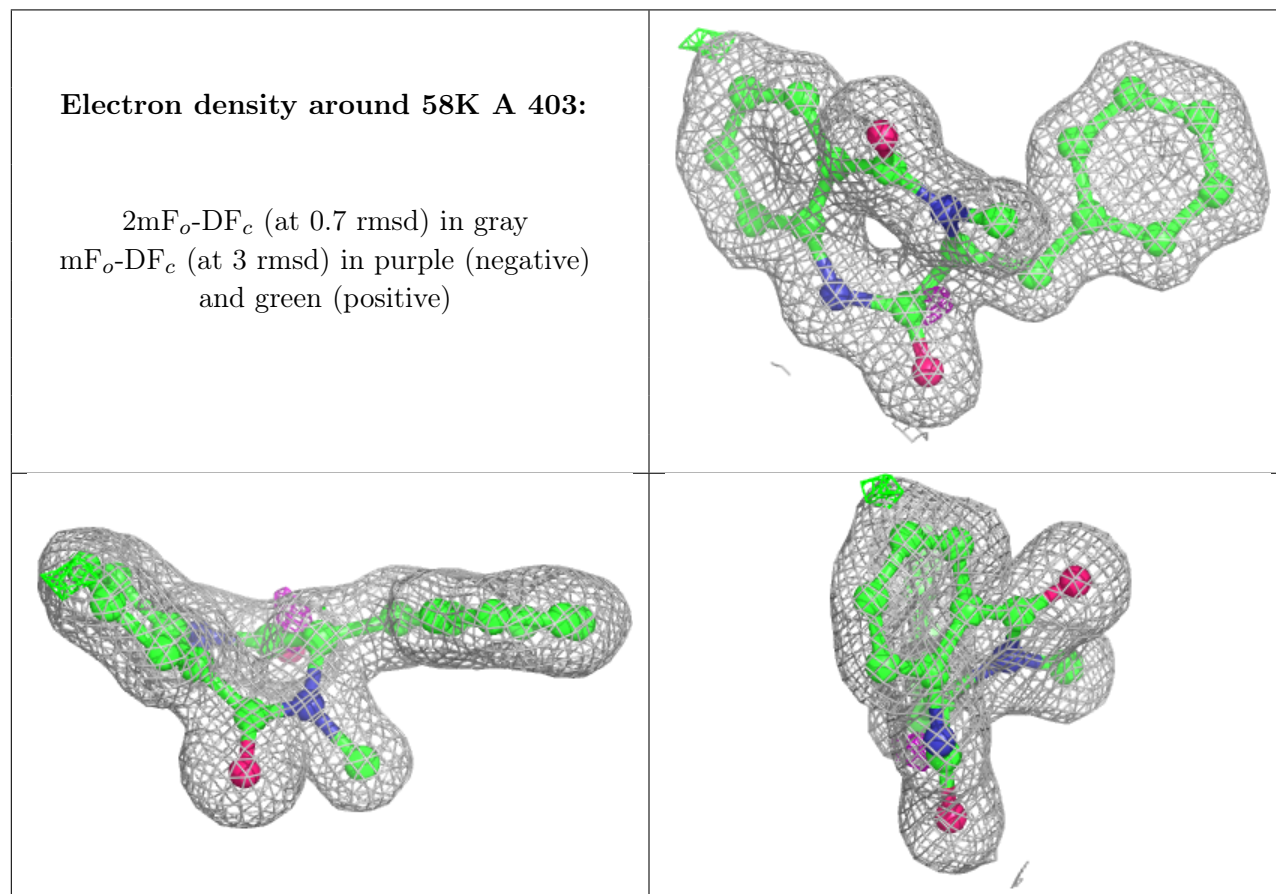 Electron density around 58K A 403:
2mFo-DFc (at 0.7 rmsd) in gray
mFo-DFc (at 3 rmsd) in purple (negative)
and green (positive)